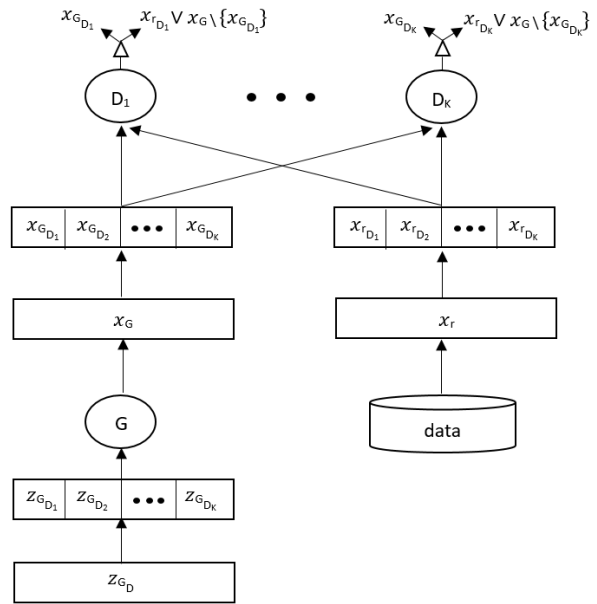 x_{G_{D_1}} x_{r_{D_1}} ∨ x_G \ {x_{G_{D_1}}} x_{G_{D_K}} x_{r_{D_K}} ∨ x_G \ {x_{G_{D_K}}}
D_1 • • • D_K
x_{G_{D_1}} x_{G_{D_2}} ••• x_{G_{D_K}} x_{r_{D_1}} x_{r_{D_2}} ••• x_{r_{D_K}}
x_G x_r
G data
z_{G_{D_1}} z_{G_{D_2}} ••• z_{G_{D_K}}
z_{G_D}